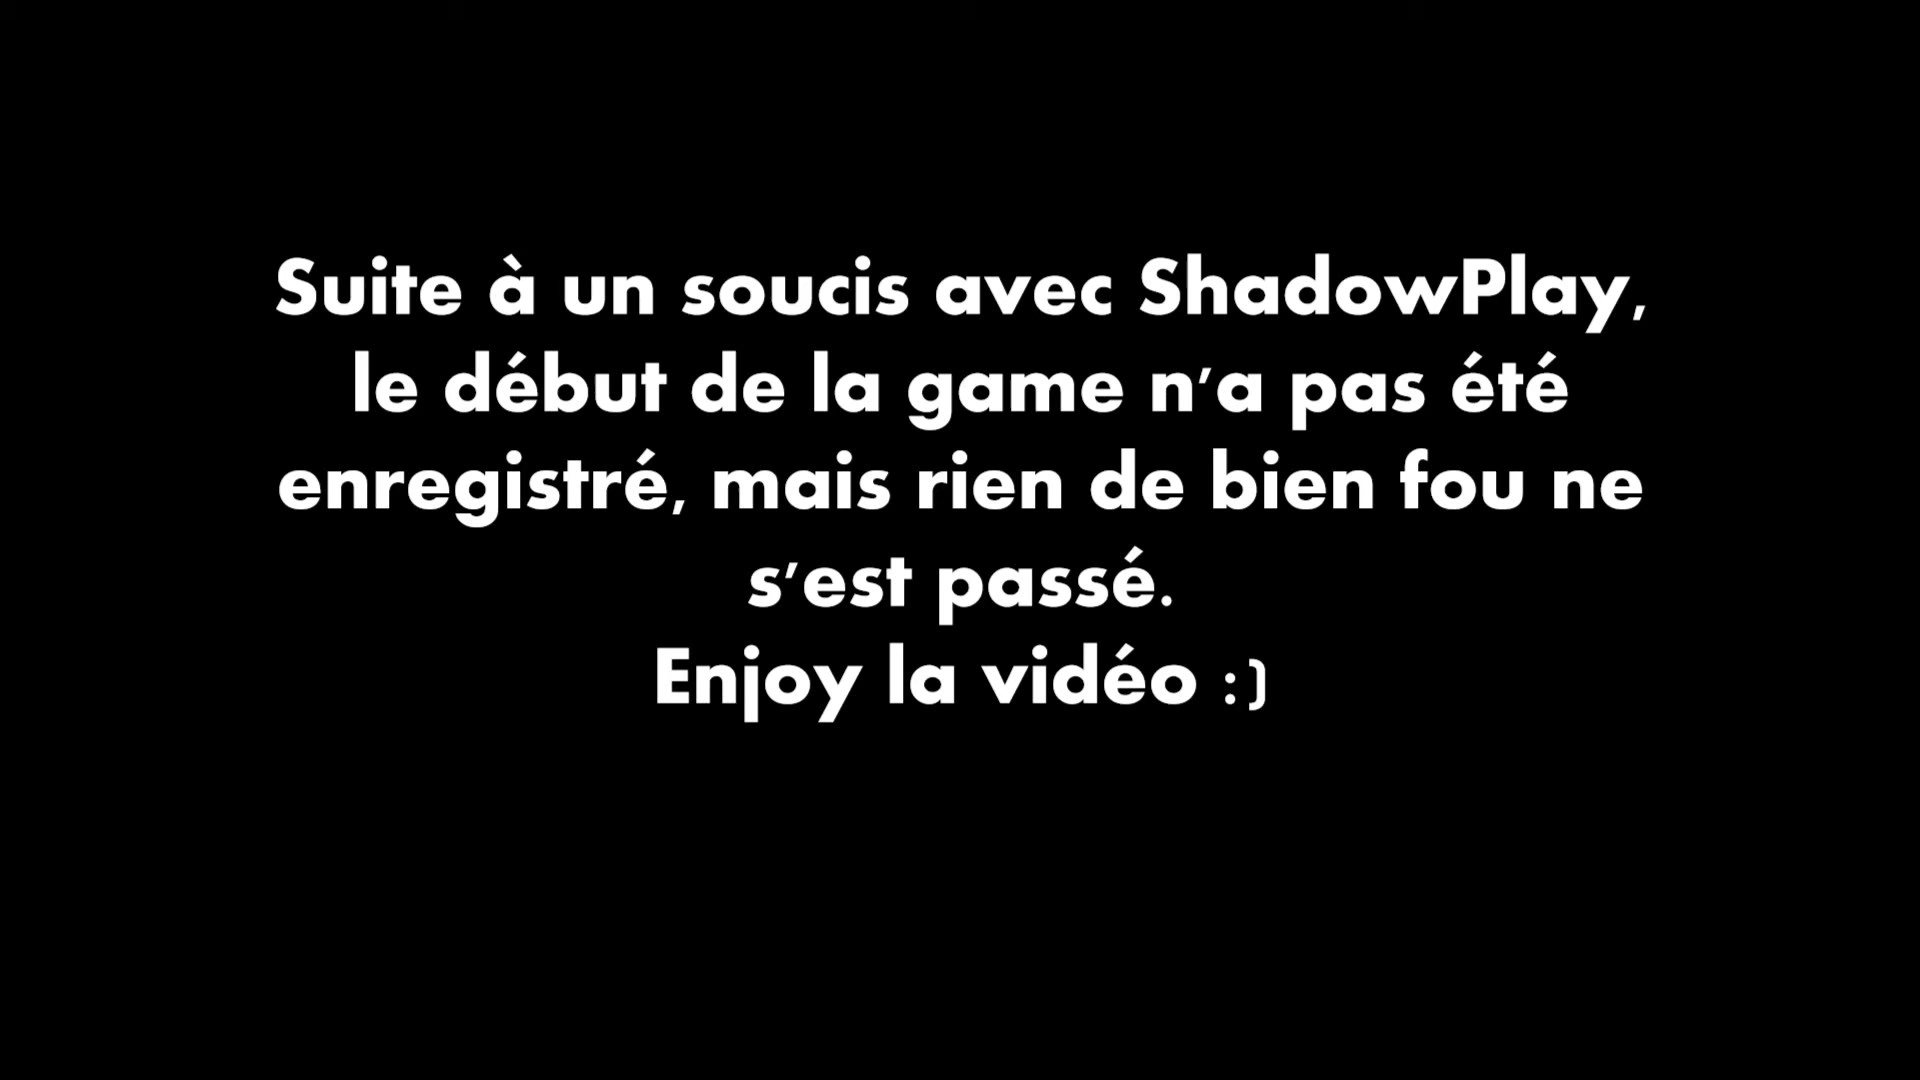 Suite à un soucis avec ShadowPlay,
le début de la game n'a pas été
enregistré, mais rien de bien fou ne
s'est passé.
Enjoy la vidéo :)